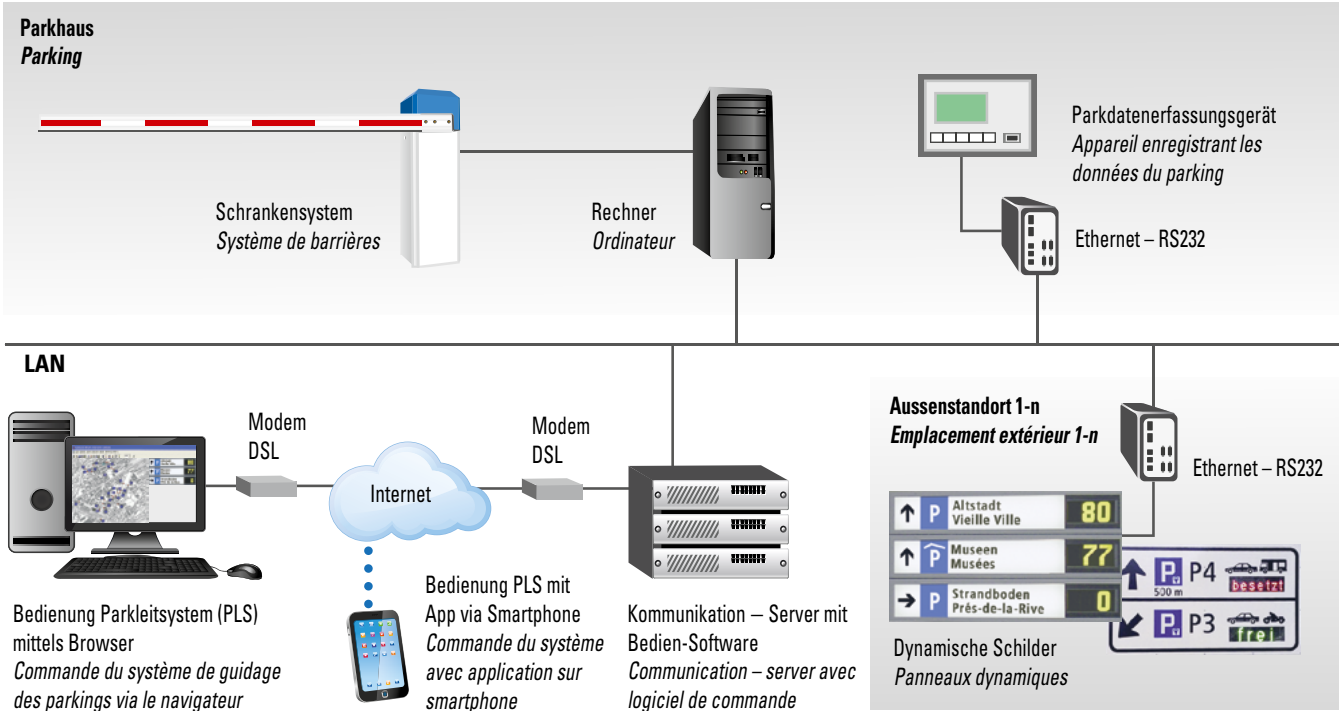 Parkhaus
Parking
Schrankensystem
Système de barrières
Rechner
Ordinateur
Parkdatenerfassungsgerät
Appareil enregistrant les
données du parking
Ethernet – RS232
LAN
Modem
DSL
Internet
Modem
DSL
Bedienung Parkleitsystem (PLS)
mittels Browser
Commande du système de guidage
des parkings via le navigateur
Bedienung PLS mit
App via Smartphone
Commande du système
avec application sur
smartphone
Kommunikation – Server mit
Bedien-Software
Communication – server avec
logiciel de commande
Aussenstandort 1-n
Emplacement extérieur 1-n
Ethernet – RS232
P Altstadt 80
Vieille Ville
P Museen 77
Musées
P Strandboden 0
Prés-de-la-Rive
P P4 besetzt
500 m
P P3 frei
Dynamische Schilder
Panneaux dynamiques